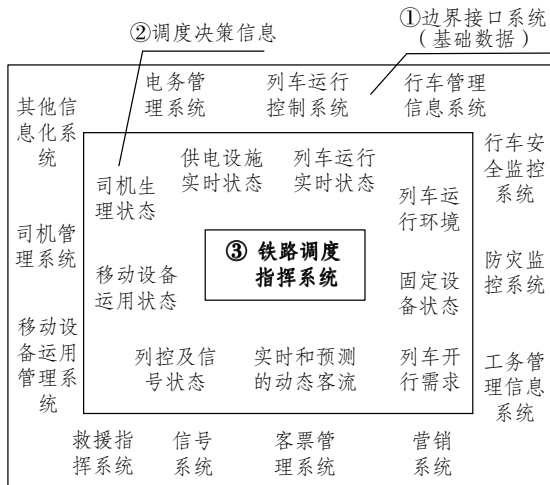 ①边界接口系统
（基础数据）
②调度决策信息
电务管
理系统
列车运行
控制系统
行车管理
信息系统
其他信
息化系
统
供电设施
实时状态
列车运行
实时状态
行车安
全监控
系统
司机生
理状态
列车运
行环境
司机管
理系统
③ 铁路调度
指挥系统
防灾监
控系统
移动设备
运用状态
固定设
备状态
移动设
备运用
管理系
统
列控及信
号状态
实时和预测
的动态客流
列车开
行需求
工务管
理信息
系统
救援指
挥系统
信号
系统
客票管
理系统
营销
系统